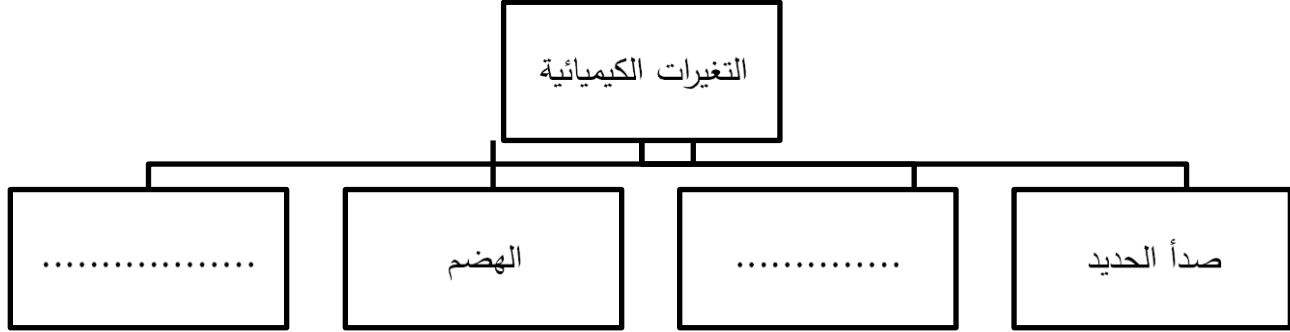 التغيرات الكيميائية
صدأ الحديد
..............
الهضم
..................